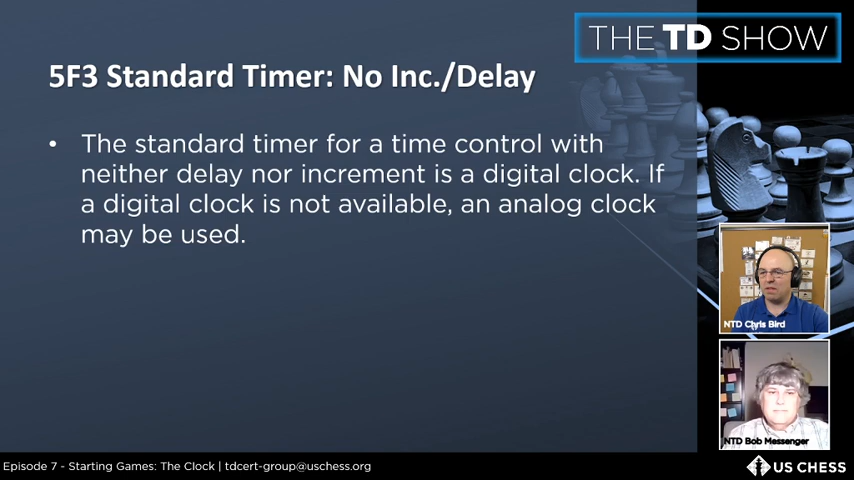 THE TD SHOW
5F3 Standard Timer: No Inc./Delay
• The standard timer for a time control with
neither delay nor increment is a digital clock. If
a digital clock is not available, an analog clock
may be used.
NTD Chris Bird
NTD Bob Messenger
Episode 7 - Starting Games: The Clock | tdcert-group@uschess.org
US CHESS